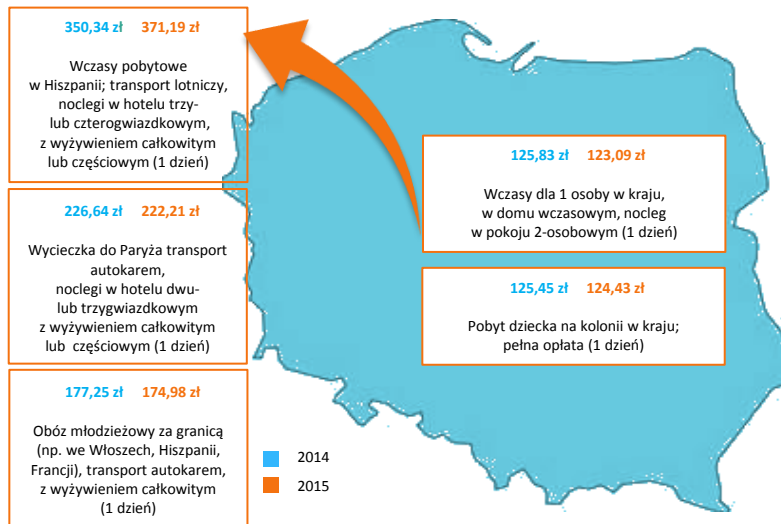 350,34 zł 371,19 zł
Wczasy pobytowe
w Hiszpanii; transport lotniczy,
noclegi w hotelu trzy-
lub czterogwiazdkowym,
z wyżywieniem całkowitym
lub częściowym (1 dzień)
226,64 zł 222,21 zł
Wycieczka do Paryża transport
autokarem,
noclegi w hotelu dwu-
lub trzygwiazdkowym
z wyżywieniem całkowitym
lub częściowym (1 dzień)
177,25 zł 174,98 zł
Obóz młodzieżowy za granicą
(np. we Włoszech, Hiszpanii,
Francji), transport autokarem,
z wyżywieniem całkowitym
(1 dzień)
125,83 zł 123,09 zł
Wczasy dla 1 osoby w kraju,
w domu wczasowym, nocleg
w pokoju 2-osobowym (1 dzień)
125,45 zł 124,43 zł
Pobyt dziecka na kolonii w kraju;
pełna opłata (1 dzień)
2014
2015